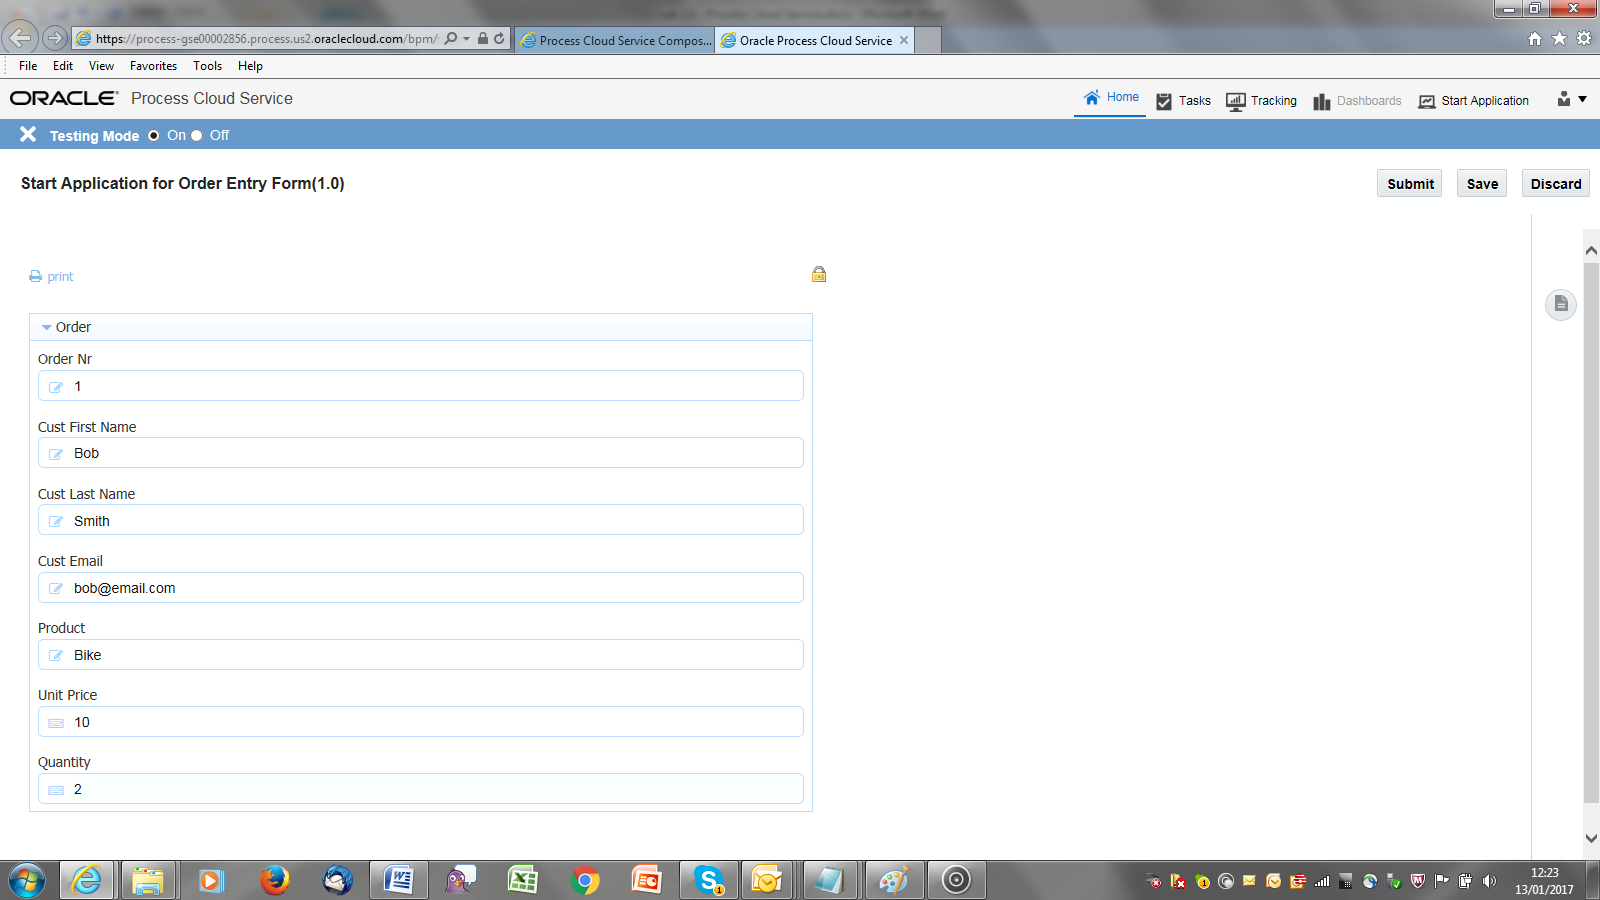 https://process-gse00002856.process.us2.oraclecloud.com/bpm/
Process Cloud Service Compos...
Oracle Process Cloud Service
File Edit View Favorites Tools Help
ORACLE Process Cloud Service
Home Tasks Tracking Dashboards Start Application
Testing Mode On Off
Start Application for Order Entry Form(1.0)
Submit Save Discard
print
Order
Order Nr
1
Cust First Name
Bob
Cust Last Name
Smith
Cust Email
bob@email.com
Product
Bike
Unit Price
10
Quantity
2
12:23
13/01/2017